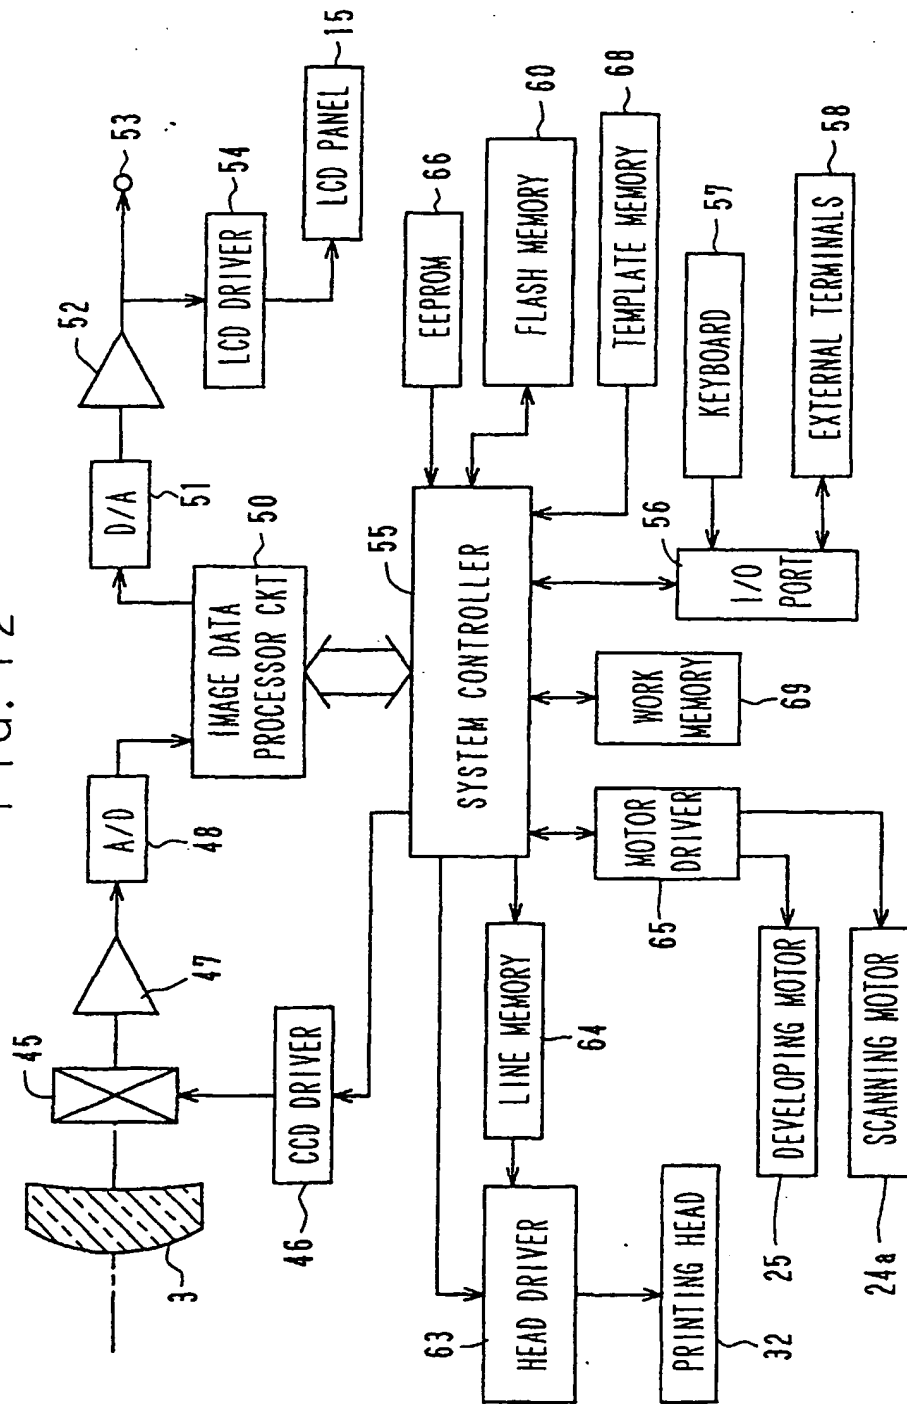 FIG. 12
3
45
47
A/D
48
IMAGE DATA
PROCESSOR CKT
50
D/A
51
52
53
LCD DRIVER
54
LCD PANEL
15
CCD DRIVER
46
SYSTEM CONTROLLER
55
EEPROM
66
FLASH MEMORY
60
TEMPLATE MEMORY
68
KEYBOARD
57
EXTERNAL TERMINALS
58
I/O
PORT
56
WORK
MEMORY
69
MOTOR
DRIVER
65
LINE MEMORY
64
HEAD DRIVER
63
PRINTING HEAD
32
DEVELOPING MOTOR
25
SCANNING MOTOR
24a